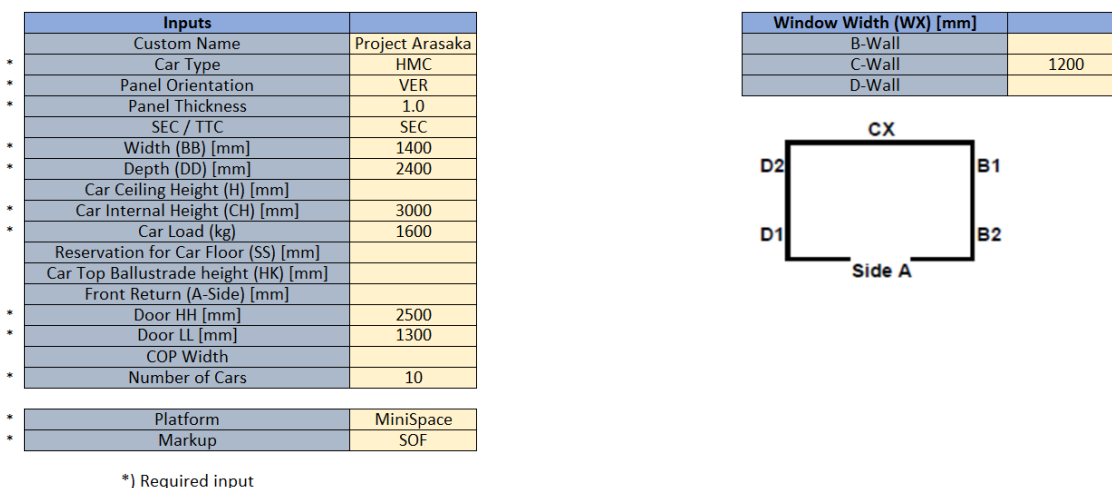 Inputs
Custom Name Project Arasaka
* Car Type HMC
* Panel Orientation VER
* Panel Thickness 1.0
SEC / TTC SEC
* Width (BB) [mm] 1400
* Depth (DD) [mm] 2400
Car Ceiling Height (H) [mm]
* Car Internal Height (CH) [mm] 3000
* Car Load (kg) 1600
Reservation for Car Floor (SS) [mm]
Car Top Ballustrade height (HK) [mm]
Front Return (A-Side) [mm]
* Door HH [mm] 2500
* Door LL [mm] 1300
COP Width
* Number of Cars 10
* Platform MiniSpace
* Markup SOF
*) Required input
Window Width (WX) [mm]
B-Wall
C-Wall 1200
D-Wall
CX
D2 B1
D1 B2
Side A